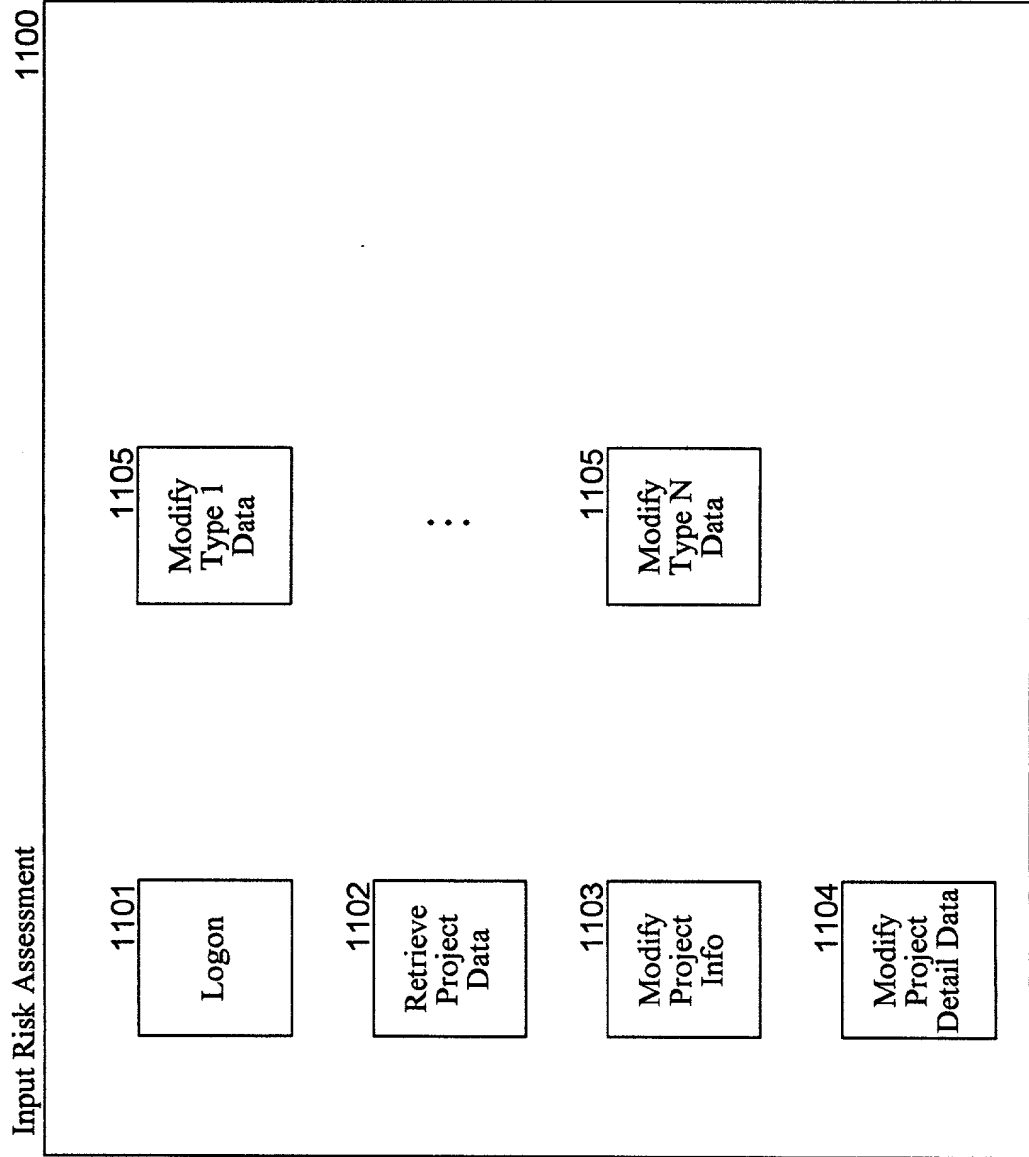 Input Risk Assessment
1100
1101
Logon
1102
Retrieve
Project
Data
1103
Modify
Project
Info
1104
Modify
Project
Detail Data
1105
Modify
Type 1
Data
...
1105
Modify
Type N
Data